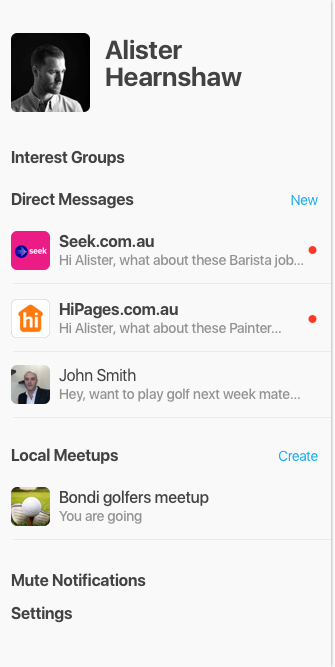 Alister
Hearnshaw
Interest Groups
Direct Messages New
seek
Seek.com.au
Hi Alister, what about these Barista job...
hi
HiPages.com.au
Hi Alister, what about these Painter...
John Smith
Hey, want to play golf next week mate...
Local Meetups Create
Bondi golfers meetup
You are going
Mute Notifications
Settings